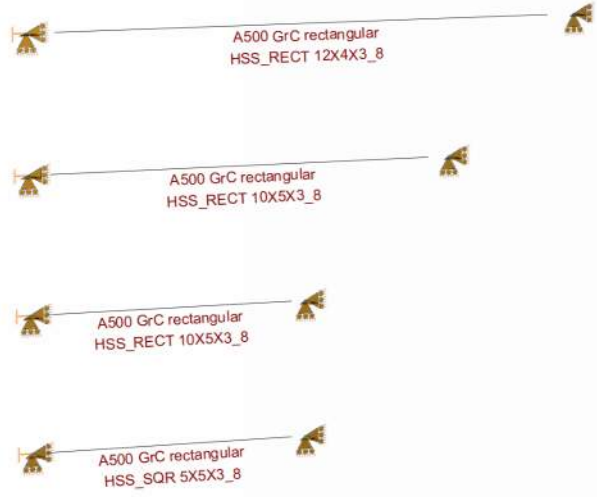 A500 GrC rectangular
HSS_RECT 12X4X3_8
A500 GrC rectangular
HSS_RECT 10X5X3_8
A500 GrC rectangular
HSS_RECT 10X5X3_8
A500 GrC rectangular
HSS_SQR 5X5X3_8